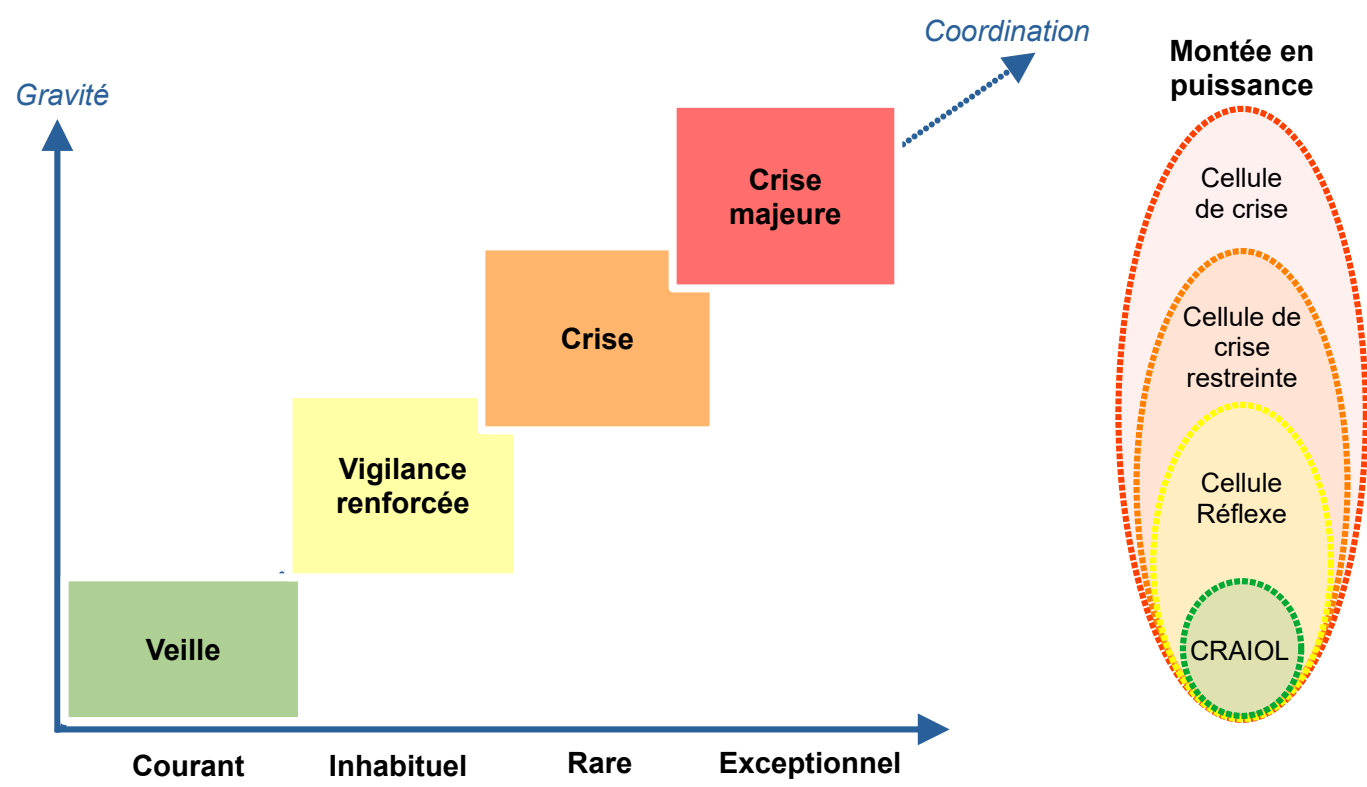 Coordination
Montée en
puissance
Gravité
Crise
majeure
Cellule
de crise
Crise
Cellule de
crise
restreinte
Vigilance
renforcée
Cellule
Réflexe
Veille
CRAIOL
Courant
Inhabituel
Rare
Exceptionnel